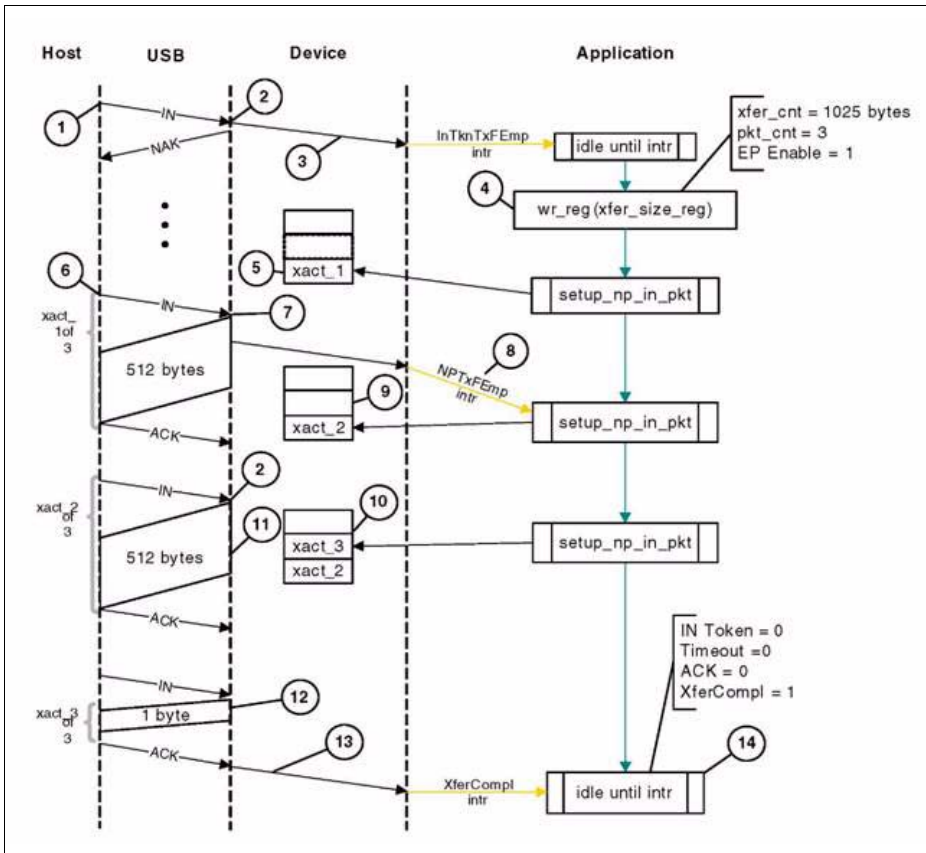 Host USB Device Application
1
IN
2
NAK
3
InTknTxFEmp
intr
idle until intr
xfer_cnt = 1025 bytes
pkt_cnt = 3
EP Enable = 1
4
wr_reg(xfer_size_reg)
5
xact_1
setup_np_in_pkt
6
IN
7
xact_
1of
3
512 bytes
8
NPTxFEmp
intr
9
xact_2
setup_np_in_pkt
ACK
IN
2
xact_2
of
3
512 bytes
11
10
xact_3
xact_2
setup_np_in_pkt
ACK
IN Token = 0
Timeout =0
ACK = 0
XferCompl = 1
IN
12
xact_3
of
3
1 byte
ACK
13
XferCompl
intr
idle until intr
14